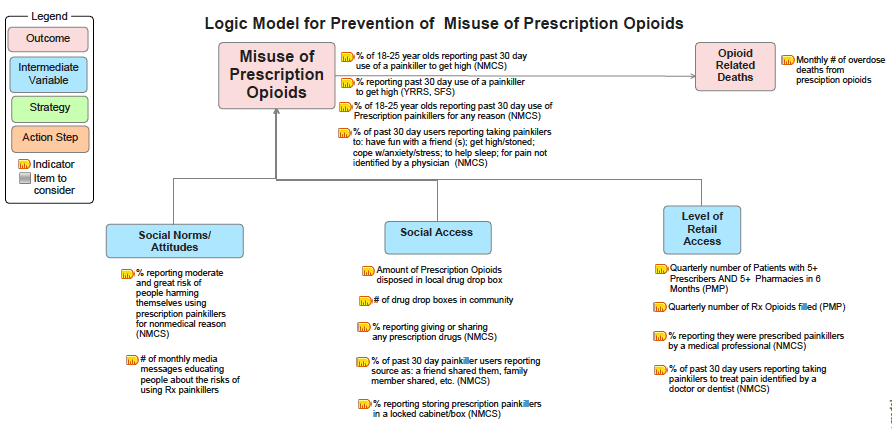 Legend
Outcome
Intermediate
Variable
Strategy
Action Step
Indicator
Item to
consider
Logic Model for Prevention of Misuse of Prescription Opioids
Misuse of
Prescription
Opioids
% of 18-25 year olds reporting past 30 day
use of a painkiller to get high (NMCS)
% reporting past 30 day use of a painkiller
to get high (YRRS, SFS)
% of 18-25 year olds reporting past 30 day use of
Prescription painkillers for any reason (NMCS)
% of past 30 day users reporting taking painkillers
to: have fun with a friend (s); get high/stoned;
cope w/anxiety/stress; to help sleep; for pain not
identified by a physician (NMCS)
Opioid
Related
Deaths
Monthly # of overdose
deaths from
presciption opioids
Social Norms/
Attitudes
% reporting moderate
and great risk of
people harming
themselves using
prescription painkillers
for nonmedical reason
(NMCS)
# of monthly media
messages educating
people about the risks of
using Rx painkillers
Social Access
Amount of Prescription Opioids
disposed in local drug drop box
# of drug drop boxes in community
% reporting giving or sharing
any prescription drugs (NMCS)
% of past 30 day painkiller users reporting
source as: a friend shared them, family
member shared, etc. (NMCS)
% reporting storing prescription painkillers
in a locked cabinet/box (NMCS)
Level of
Retail
Access
Quarterly number of Patients with 5+
Prescribers AND 5+ Pharmacies in 6
Months (PMP)
Quarterly number of Rx Opioids filled (PMP)
% reporting they were prescribed painkillers
by a medical professional (NMCS)
% of past 30 day users reporting taking
painkillers to treat pain identified by a
doctor or dentist (NMCS)